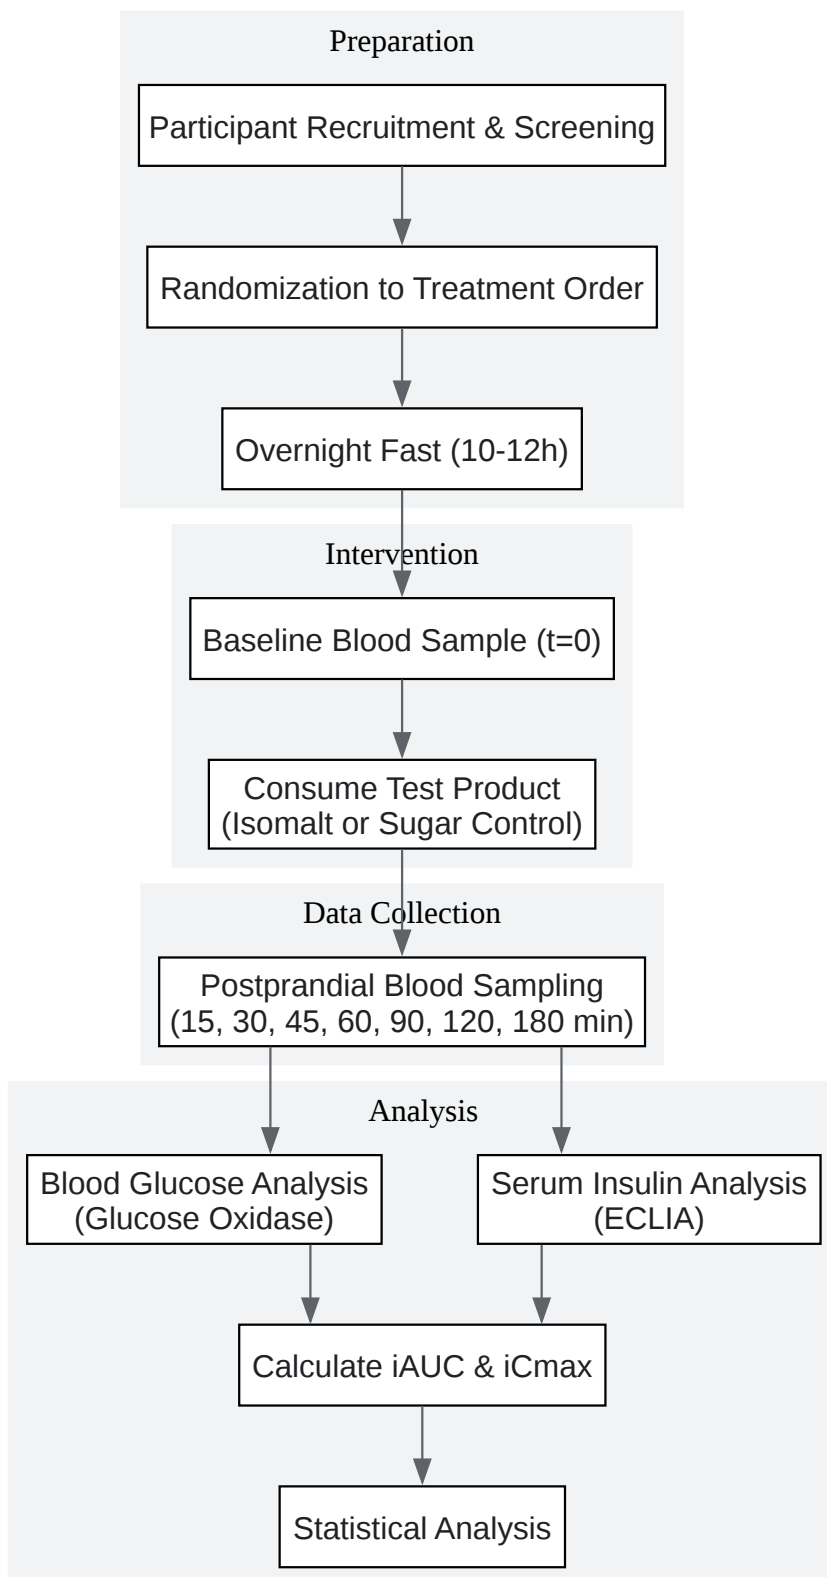 Preparation
Participant Recruitment & Screening
Randomization to Treatment Order
Overnight Fast (10-12h)
Intervention
Baseline Blood Sample (t=0)
Consume Test Product
(Isomalt or Sugar Control)
Data Collection
Postprandial Blood Sampling
(15, 30, 45, 60, 90, 120, 180 min)
Analysis
Blood Glucose Analysis
(Glucose Oxidase)
Serum Insulin Analysis
(ECLIA)
Calculate iAUC & iCmax
Statistical Analysis